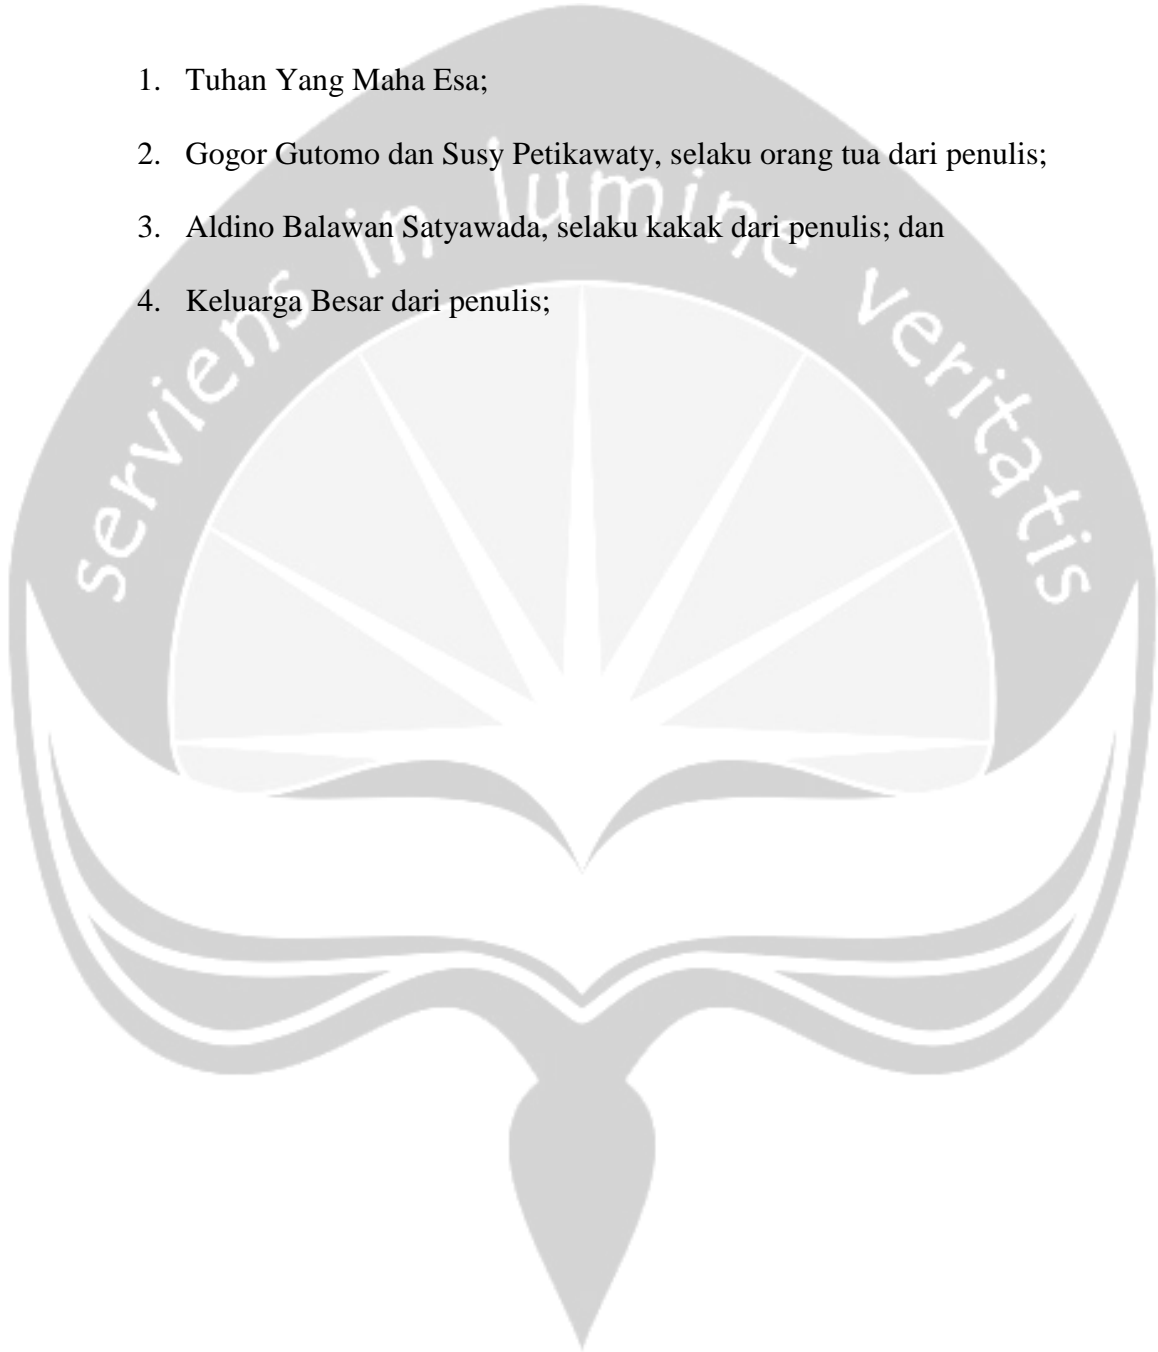 1. Tuhan Yang Maha Esa;
2. Gogor Gutomo dan Susy Petikawaty, selaku orang tua dari penulis;
3. Aldino Balawan Satyawada, selaku kakak dari penulis; dan
4. Keluarga Besar dari penulis;
serviens in lumine veritatis